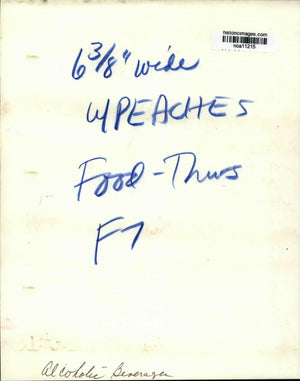 historicimages.com
noa11215
6 3/8" wide
w/PEACHES
Food-Thurs
F7
Alcoholic Beverages